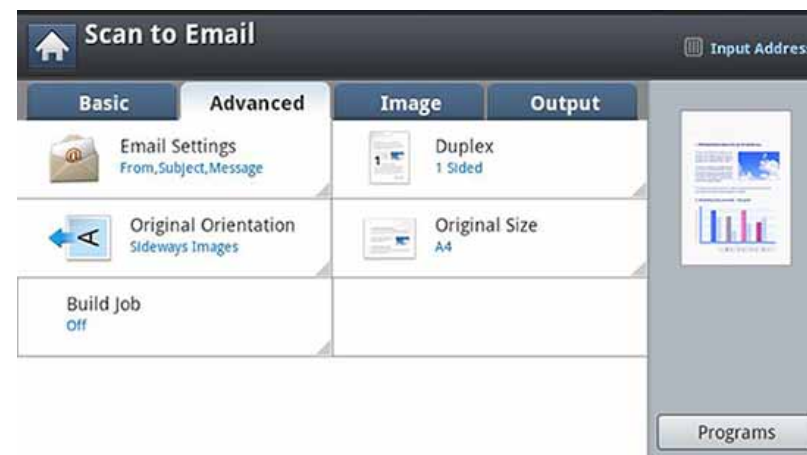 Scan to Email
Input Addres
Basic
Advanced
Image
Output
Email Settings
From,Subject,Message
Duplex
1 Sided
Original Orientation
Sideways Images
Original Size
A4
Build Job
Off
Programs